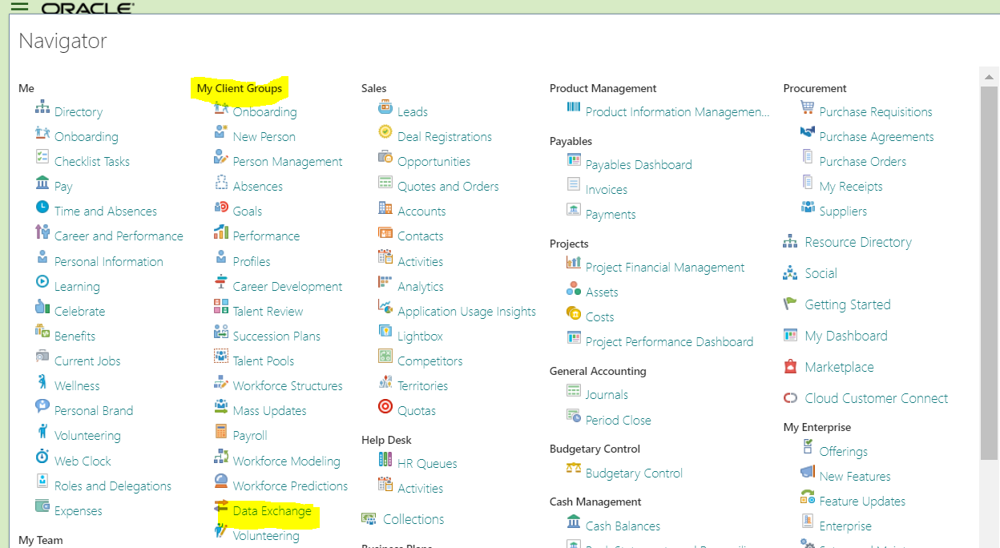 ORACLE
Navigator
Me
Directory
Onboarding
Checklist Tasks
Pay
Time and Absences
Career and Performance
Personal Information
Learning
Celebrate
Benefits
Current Jobs
Wellness
Personal Brand
Volunteering
Web Clock
Roles and Delegations
Expenses
My Team
My Client Groups
Onboarding
New Person
Person Management
Absences
Goals
Performance
Profiles
Career Development
Talent Review
Succession Plans
Talent Pools
Workforce Structures
Mass Updates
Payroll
Workforce Modeling
Workforce Predictions
Data Exchange
Volunteering
Sales
Leads
Deal Registrations
Opportunities
Quotes and Orders
Accounts
Contacts
Activities
Analytics
Application Usage Insights
Lightbox
Competitors
Territories
Quotas
Help Desk
HR Queues
Activities
Collections
Product Management
Product Information Managemen...
Payables
Payables Dashboard
Invoices
Payments
Projects
Project Financial Management
Assets
Costs
Project Performance Dashboard
General Accounting
Journals
Period Close
Budgetary Control
Budgetary Control
Cash Management
Cash Balances
Procurement
Purchase Requisitions
Purchase Agreements
Purchase Orders
My Receipts
Suppliers
Resource Directory
Social
Getting Started
My Dashboard
Marketplace
Cloud Customer Connect
My Enterprise
Offerings
New Features
Feature Updates
Enterprise